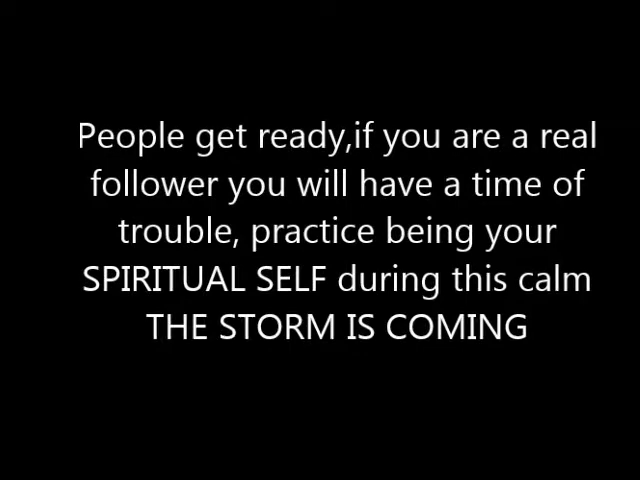 People get ready,if you are a real
follower you will have a time of
trouble, practice being your
SPIRITUAL SELF during this calm
THE STORM IS COMING